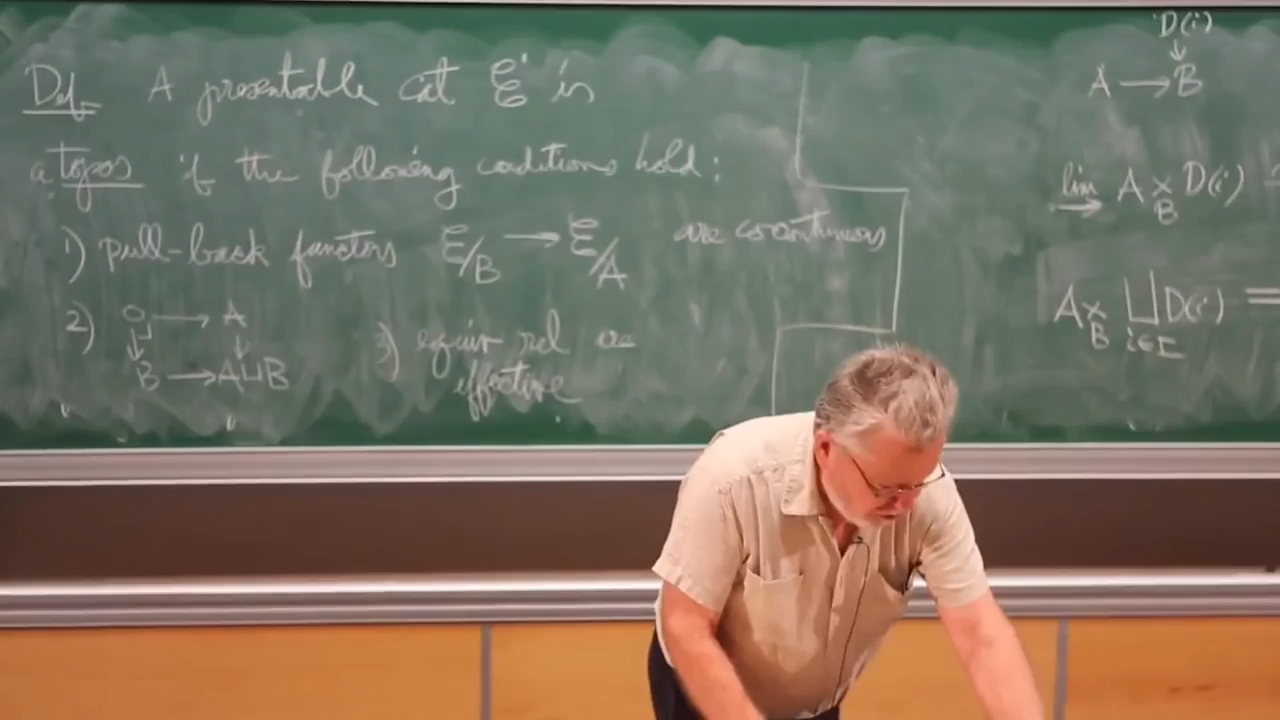 Def A presentable cat ℰ is
a topos if the following conditions hold:
1) pull-back functors ℰ/B → ℰ/A are cocontinuous
2) 0 → A
↓ ↓
B → A⊔B
3) equiv rel are
effective
D(i)
↓
A → B
lim A × D(i)
→ B
A × ⊔ D(i) =
B i∈I